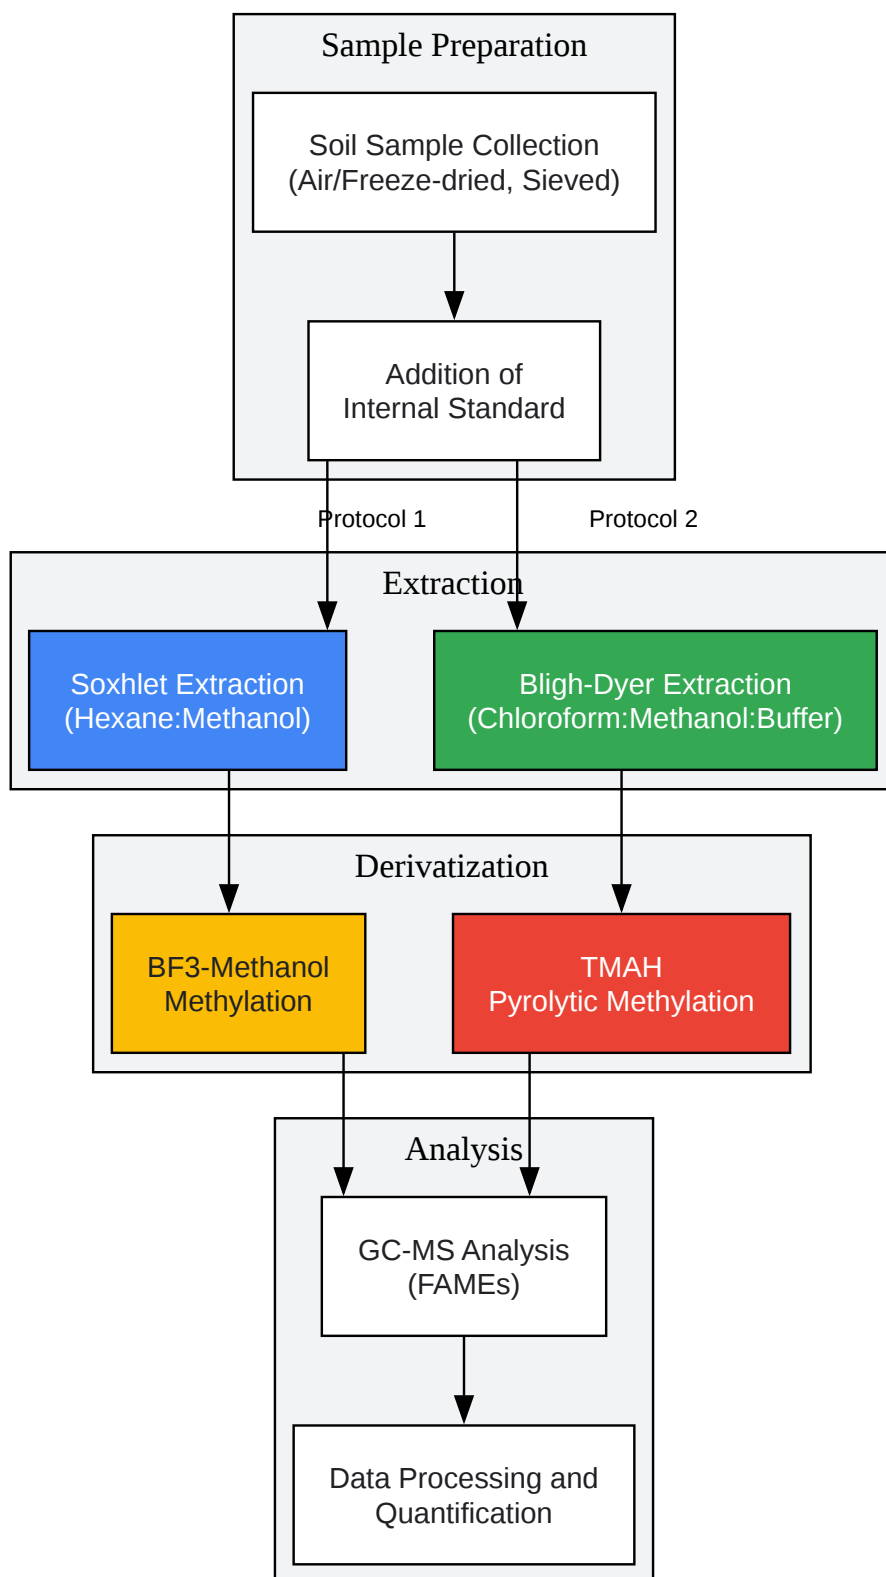 Sample Preparation
Soil Sample Collection
(Air/Freeze-dried, Sieved)
Addition of
Internal Standard
Protocol 1
Protocol 2
Extraction
Soxhlet Extraction
(Hexane:Methanol)
Bligh-Dyer Extraction
(Chloroform:Methanol:Buffer)
Derivatization
BF3-Methanol
Methylation
TMAH
Pyrolytic Methylation
Analysis
GC-MS Analysis
(FAMEs)
Data Processing and
Quantification